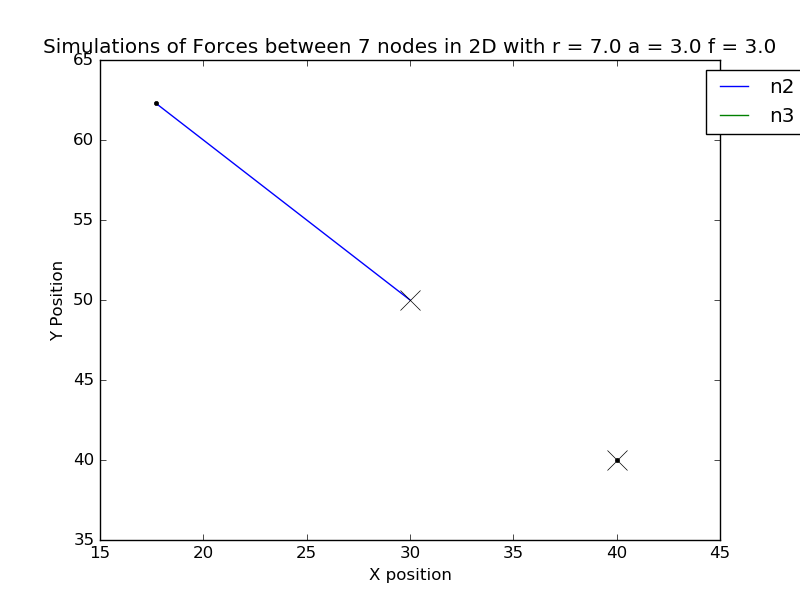 Simulations of Forces between 7 nodes in 2D with r = 7.0 a = 3.0 f = 3.0
65
60
55
50
45
40
35
Y Position
n2
n3
15 20 25 30 35 40 45
X position